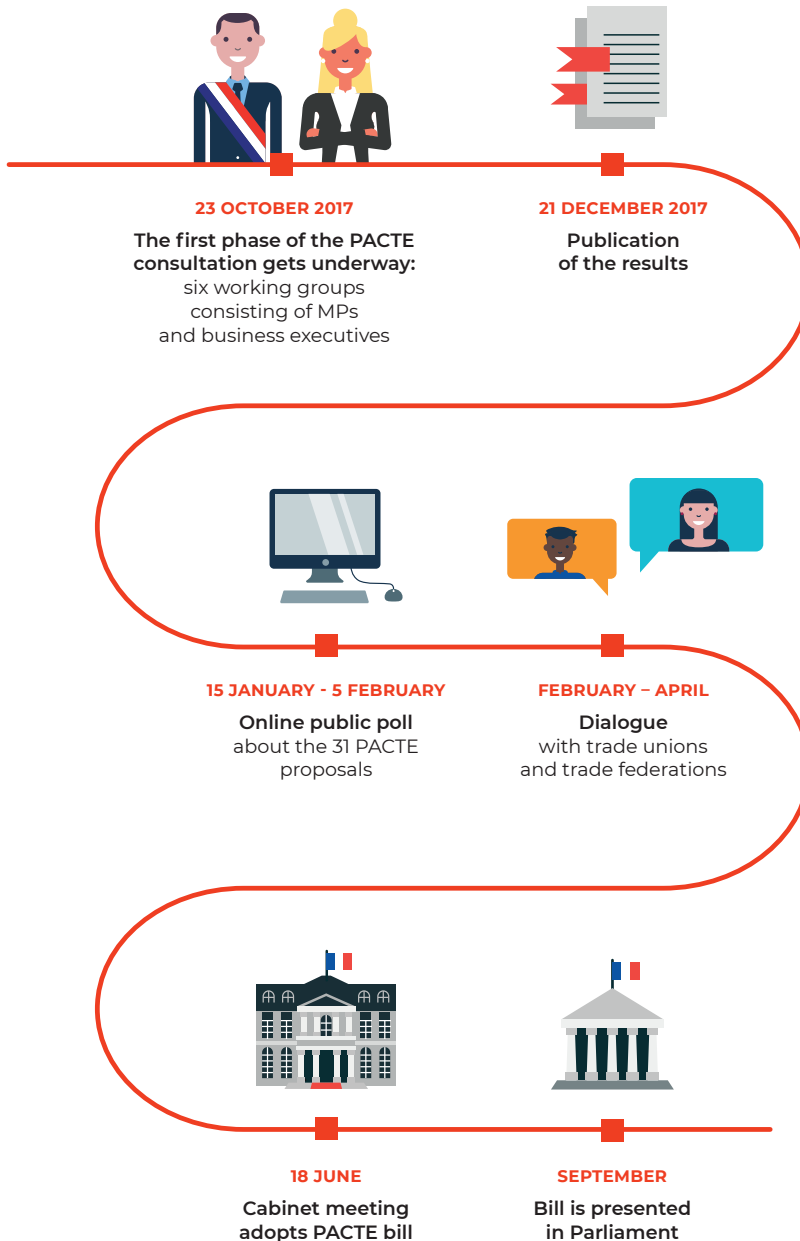 23 OCTOBER 2017
The first phase of the PACTE
consultation gets underway:
six working groups
consisting of MPs
and business executives
21 DECEMBER 2017
Publication
of the results
15 JANUARY - 5 FEBRUARY
Online public poll
about the 31 PACTE
proposals
FEBRUARY – APRIL
Dialogue
with trade unions
and trade federations
18 JUNE
Cabinet meeting
adopts PACTE bill
SEPTEMBER
Bill is presented
in Parliament